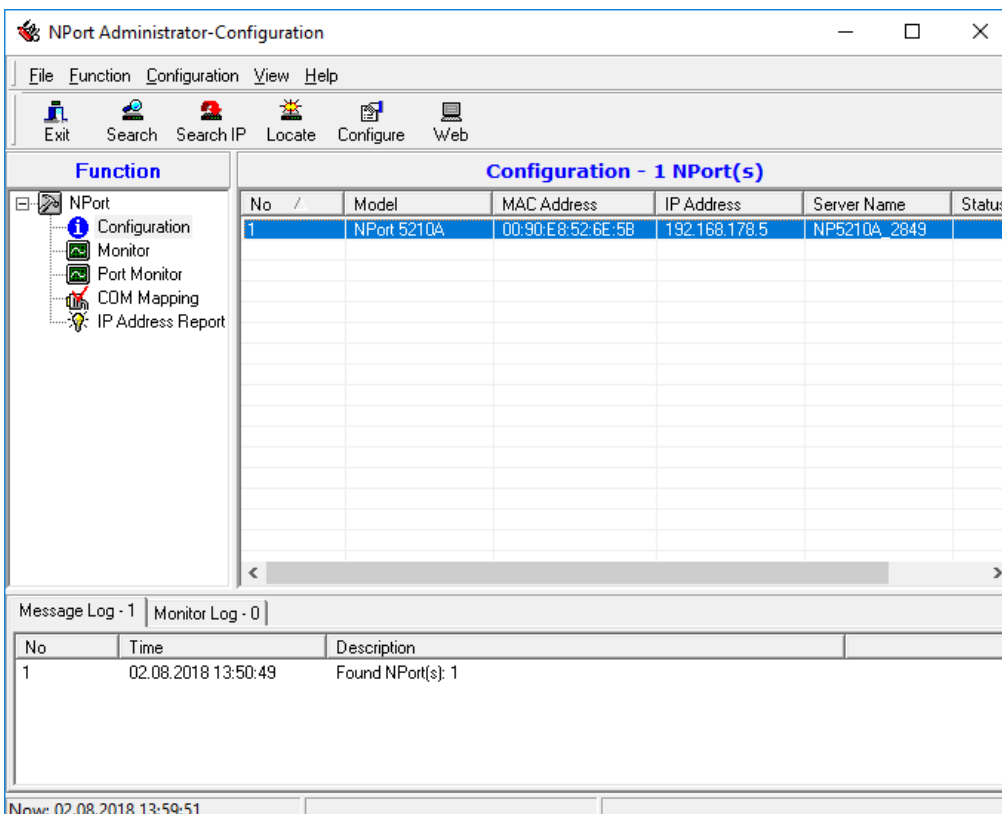 NPort Administrator-Configuration
File Function Configuration View Help
Exit Search Search IP Locate Configure Web
Function
Configuration - 1 NPort(s)
NPort
Configuration
Monitor
Port Monitor
COM Mapping
IP Address Report
No / Model MAC Address IP Address Server Name Status
1 NPort 5210A 00:90:E8:52:6E:5B 192.168.178.5 NP5210A_2849
Message Log - 1 Monitor Log - 0
No Time Description
1 02.08.2018 13:50:49 Found NPort(s): 1
Now: 02.08.2018 13:59:51